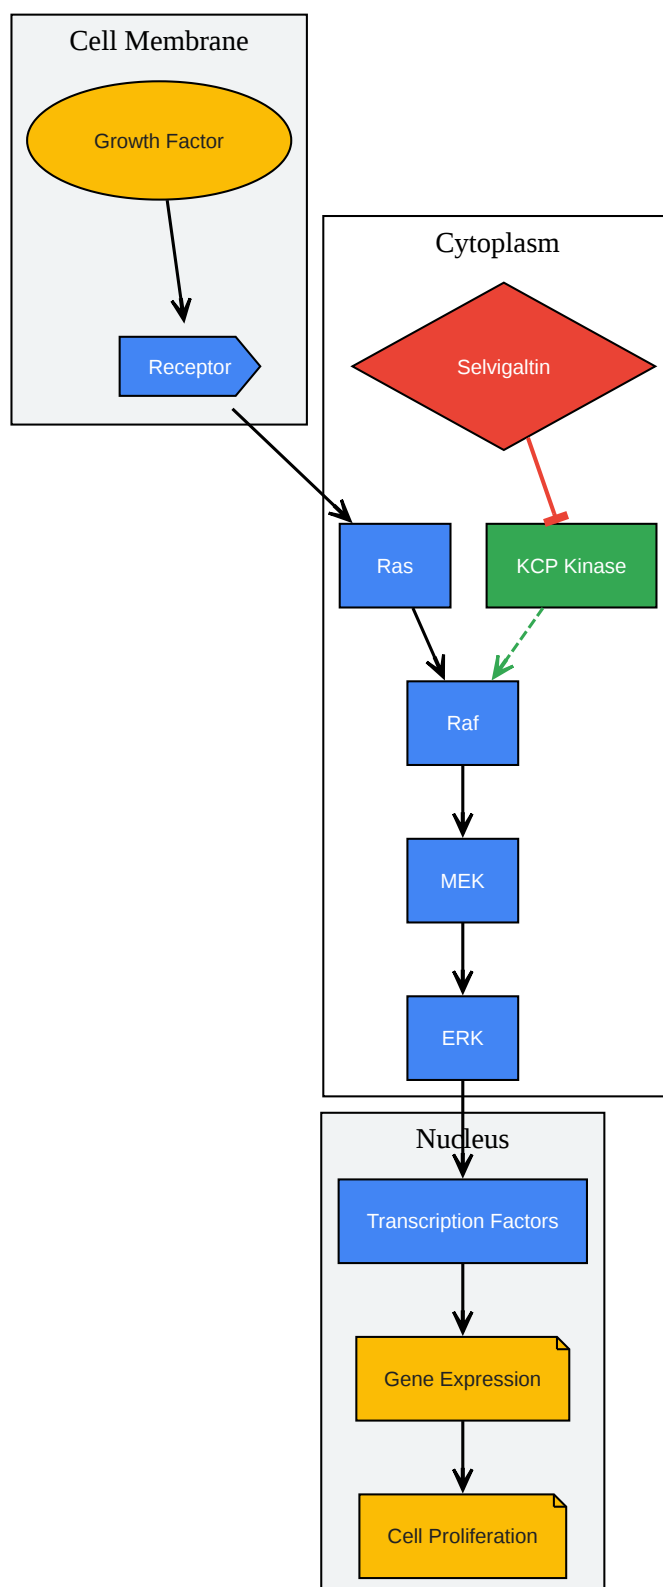 Cell Membrane
Growth Factor
Receptor
Cytoplasm
Selvigaltin
Ras
KCP Kinase
Raf
MEK
ERK
Nucleus
Transcription Factors
Gene Expression
Cell Proliferation